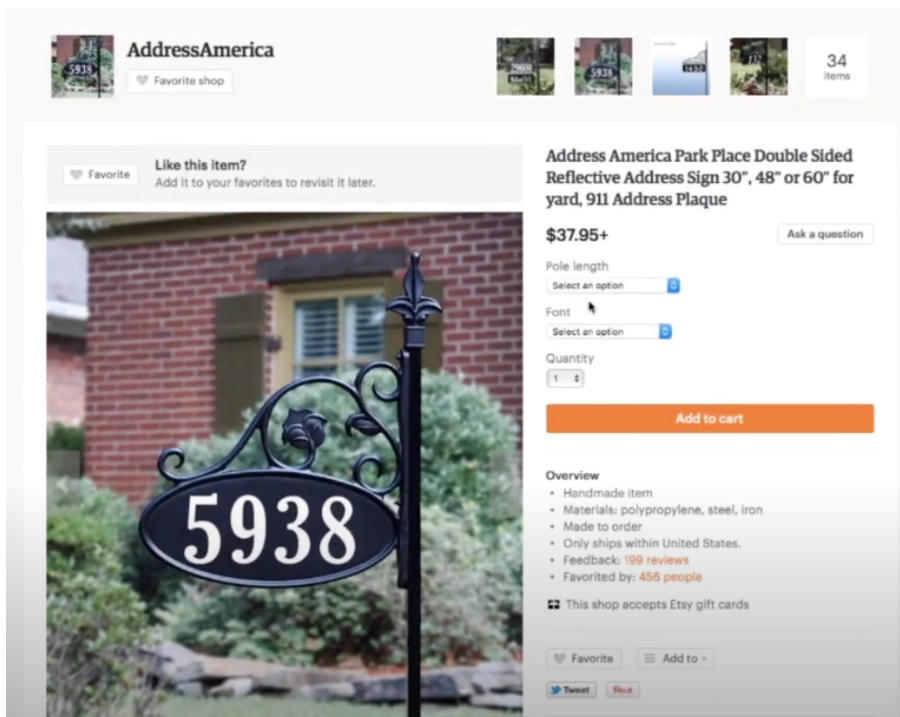 AddressAmerica
Favorite shop
5938
5938
34
items
Favorite
Like this item?
Add it to your favorites to revisit it later.
Address America Park Place Double Sided
Reflective Address Sign 30", 48" or 60" for
yard, 911 Address Plaque
$37.95+
Ask a question
Pole length
Select an option
Font
Select an option
Quantity
1
Add to cart
5938
Overview
• Handmade item
• Materials: polypropylene, steel, iron
• Made to order
• Only ships within United States.
• Feedback: 199 reviews
• Favorited by: 456 people
This shop accepts Etsy gift cards
Favorite
Add to
Tweet
Pin it